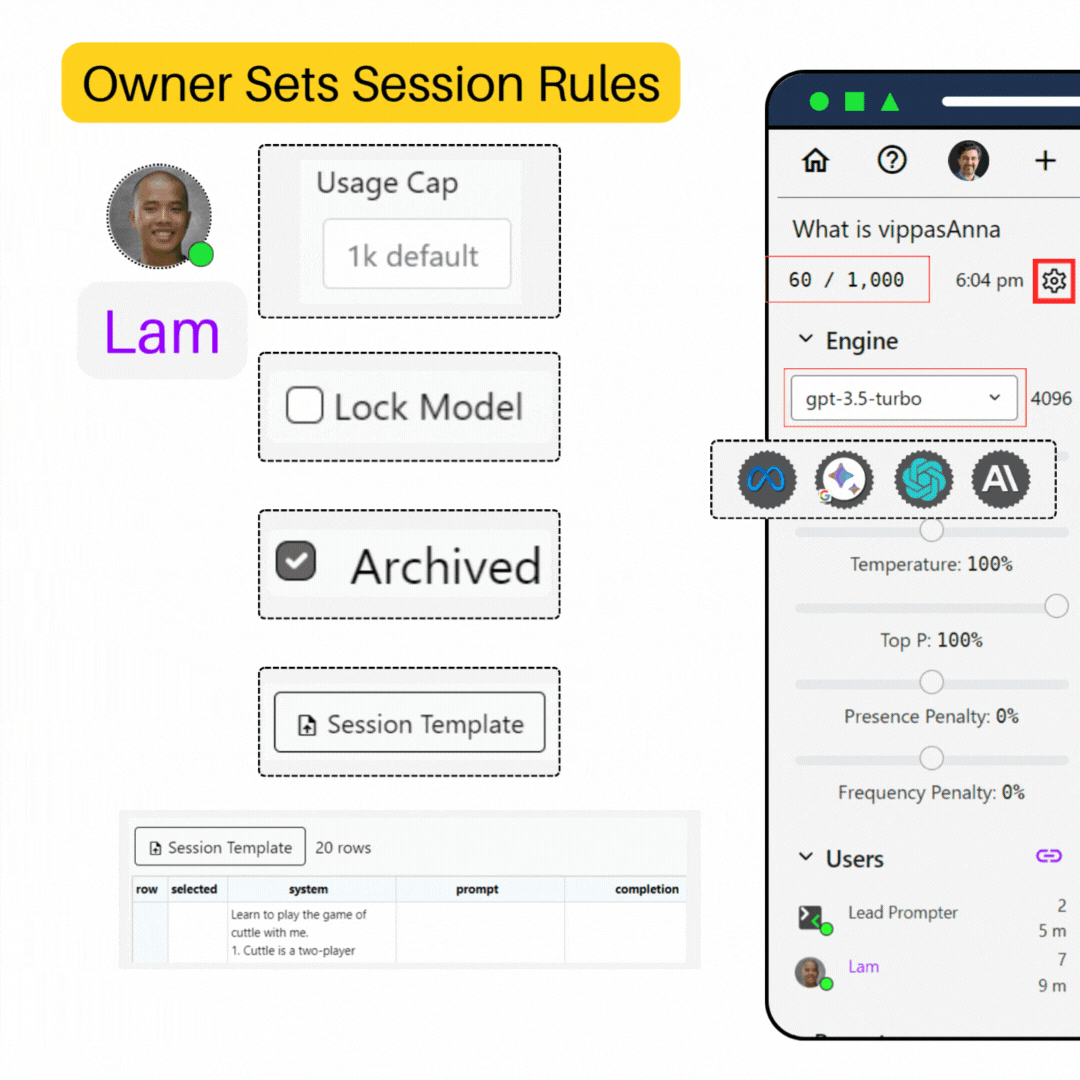 Owner Sets Session Rules
Lam
Usage Cap
1k default
Lock Model
Archived
Session Template
Session Template 20 rows
row selected system prompt completion
Learn to play the game of
cuttle with me.
1. Cuttle is a two-player
What is vippasAnna
60 / 1,000 6:04 pm
Engine
gpt-3.5-turbo 4096
Temperature: 100%
Top P: 100%
Presence Penalty: 0%
Frequency Penalty: 0%
Users
Lead Prompter 2
5 m
Lam 7
9 m